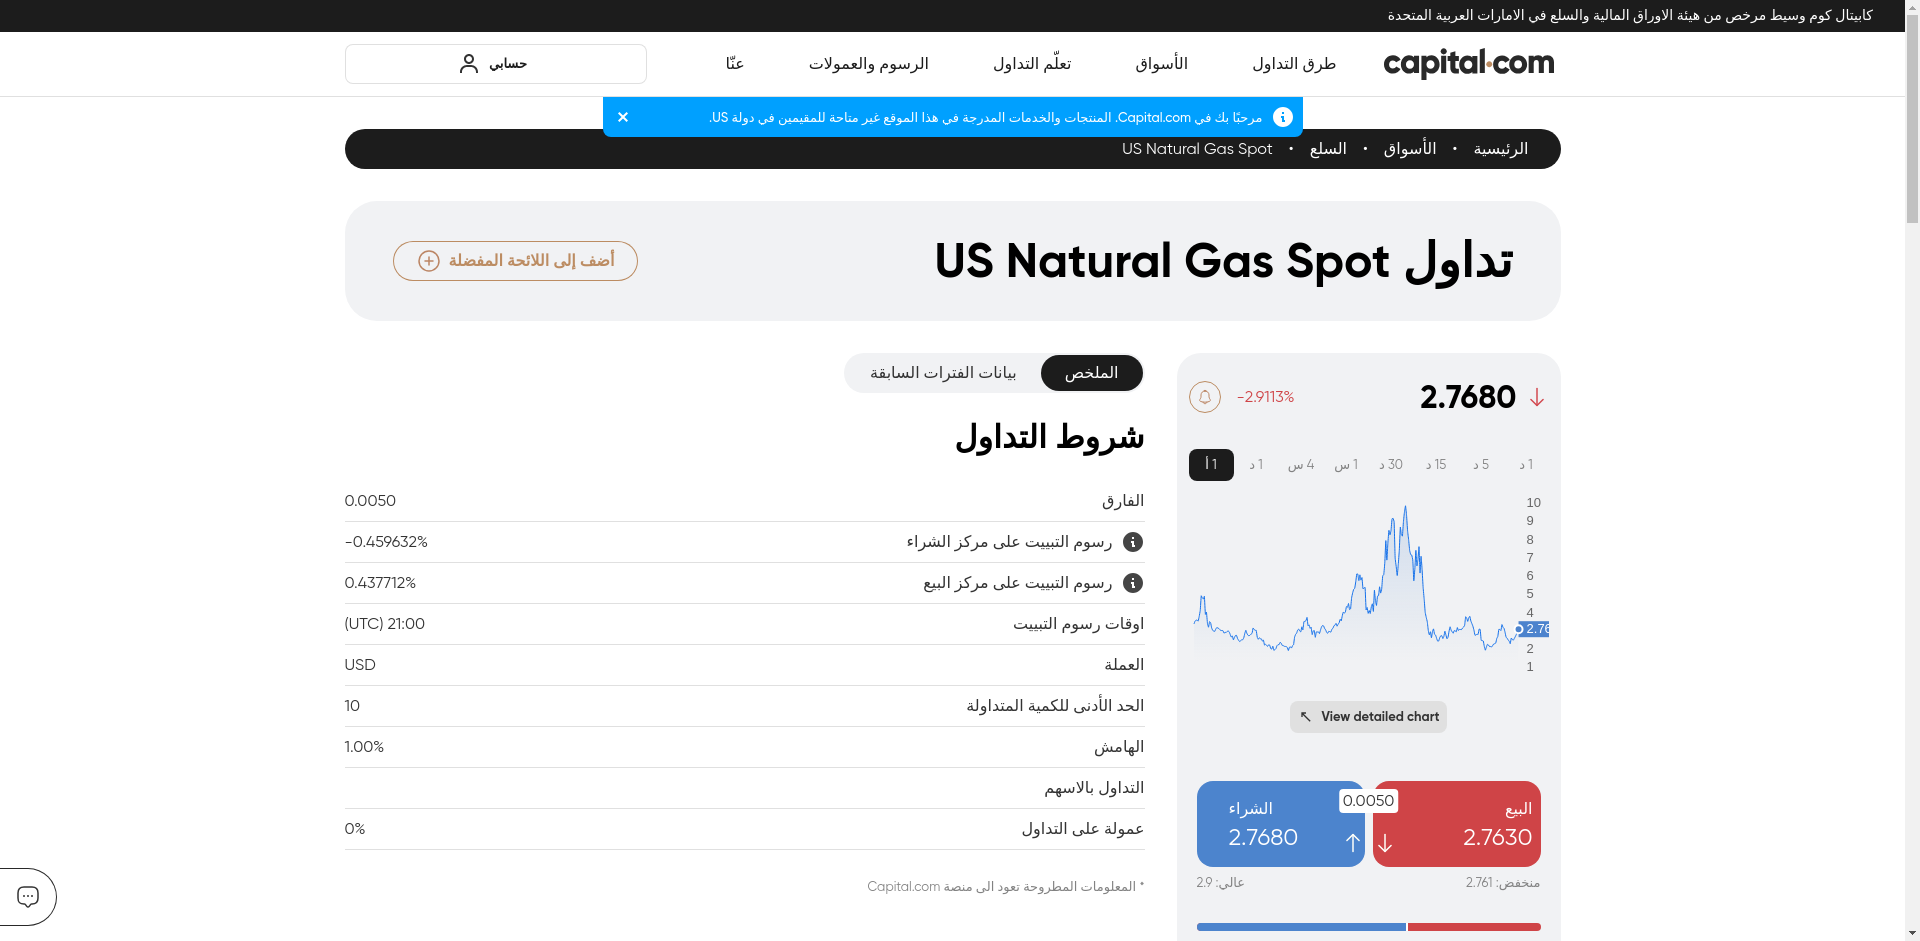 كابيتال كوم وسيط مرخص من هيئة الاوراق المالية والسلع في الامارات العربية المتحدة
capital.com
طرق التداول
الأسواق
تعلّم التداول
الرسوم والعمولات
عنّا
حسابي
مرحبًا بك في Capital.com. المنتجات والخدمات المدرجة في هذا الموقع غير متاحة للمقيمين في دولة US.
الرئيسية • الأسواق • السلع • US Natural Gas Spot
تداول US Natural Gas Spot
أضف إلى اللائحة المفضلة
2.7680
-2.9113%
1 د
5 د
15 د
30 د
1 س
4 س
1 د
1 أ
10
9
8
7
6
5
4
2.76
2
1
View detailed chart
البيع
2.7630
0.0050
الشراء
2.7680
منخفض: 2.761
عالي: 2.9
الملخص
بيانات الفترات السابقة
شروط التداول
الفارق 0.0050
رسوم التبييت على مركز الشراء -0.459632%
رسوم التبييت على مركز البيع 0.437712%
اوقات رسوم التبييت 21:00 (UTC)
العملة USD
الحد الأدنى للكمية المتداولة 10
الهامش 1.00%
التداول بالاسهم
عمولة على التداول 0%
* المعلومات المطروحة تعود الى منصة Capital.com